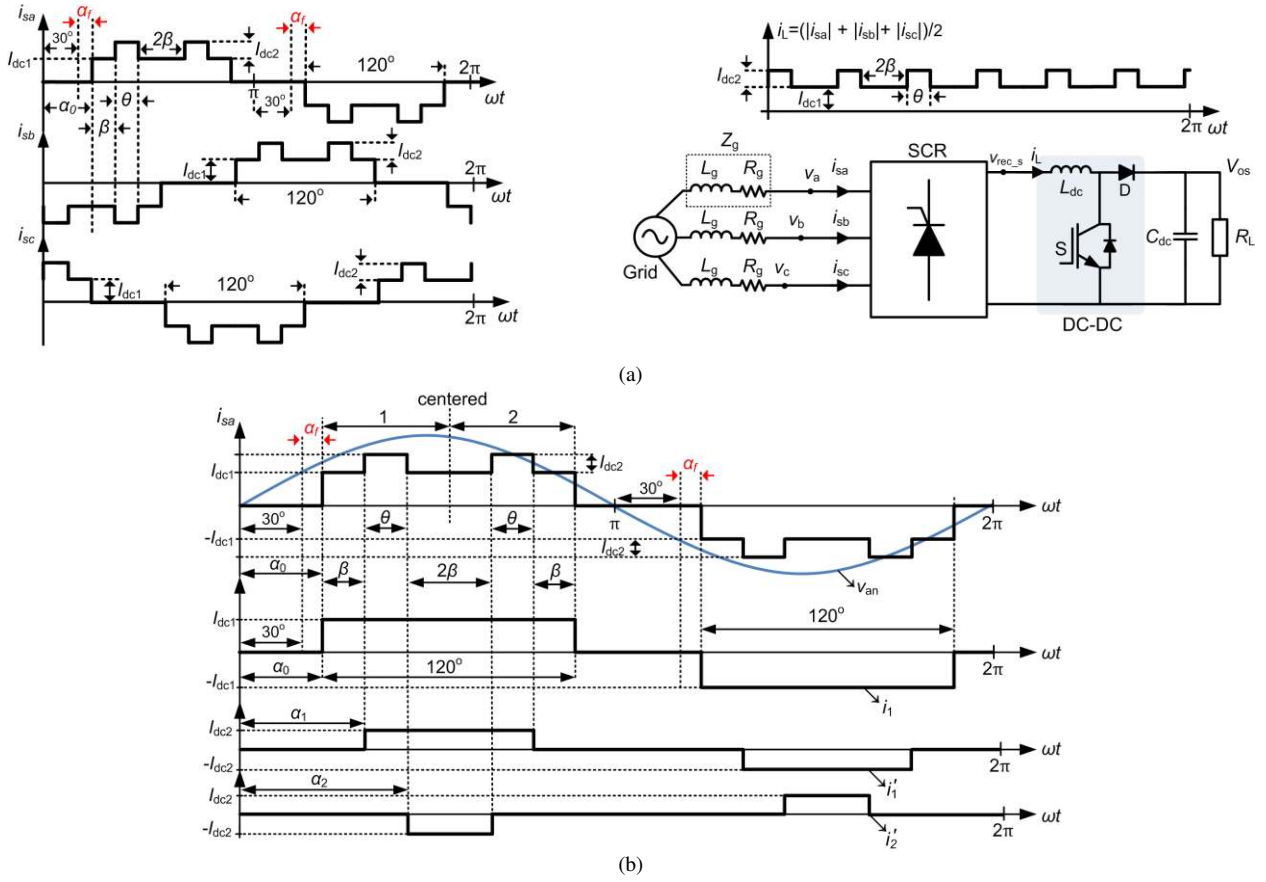 i_sa
α_f
α_f
30°
2β
I_dc2
I_dc1
120°
2π
ωt
π
α_0
θ
30°
β
i_sb
I_dc2
I_dc1
2π
ωt
120°
i_sc
I_dc2
I_dc1
120°
2π
ωt
i_L=(|i_sa| + |i_sb|+ |i_sc|)/2
I_dc2
2β
I_dc1
θ
2π ωt
Z_g
SCR
L_g R_g
v_a
i_sa
v_rec_s
i_L
L_dc
D
V_os
L_g R_g
v_b
i_sb
S
C_dc
R_L
Grid
L_g R_g
v_c
i_sc
DC-DC
(a)
centered
i_sa
1
2
α_f
α_f
I_dc1
I_dc2
30°
π
ωt
2π
30°
θ
θ
-I_dc1
I_dc2
α_0
β
2β
β
v_an
I_dc1
30°
120°
ωt
2π
α_0
120°
-I_dc1
i_1
α_1
I_dc2
ωt
-I_dc2
2π
i′_1
α_2
I_dc2
ωt
-I_dc2
2π
i′_2
(b)